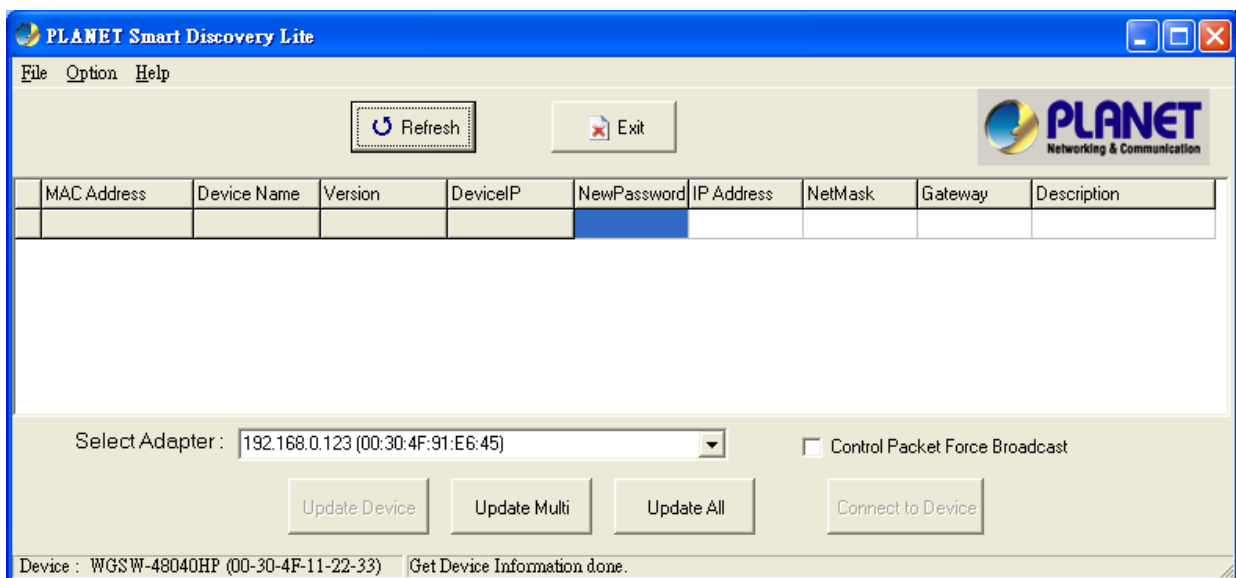 PLANET Smart Discovery Lite
File Option Help
Refresh Exit
PLANET
Networking & Communication
MAC Address Device Name Version DeviceIP NewPassword IP Address NetMask Gateway Description
Select Adapter : 192.168.0.123 (00:30:4F:91:E6:45) Control Packet Force Broadcast
Update Device Update Multi Update All Connect to Device
Device : WGSW-48040HP (00-30-4F-11-22-33) Get Device Information done.